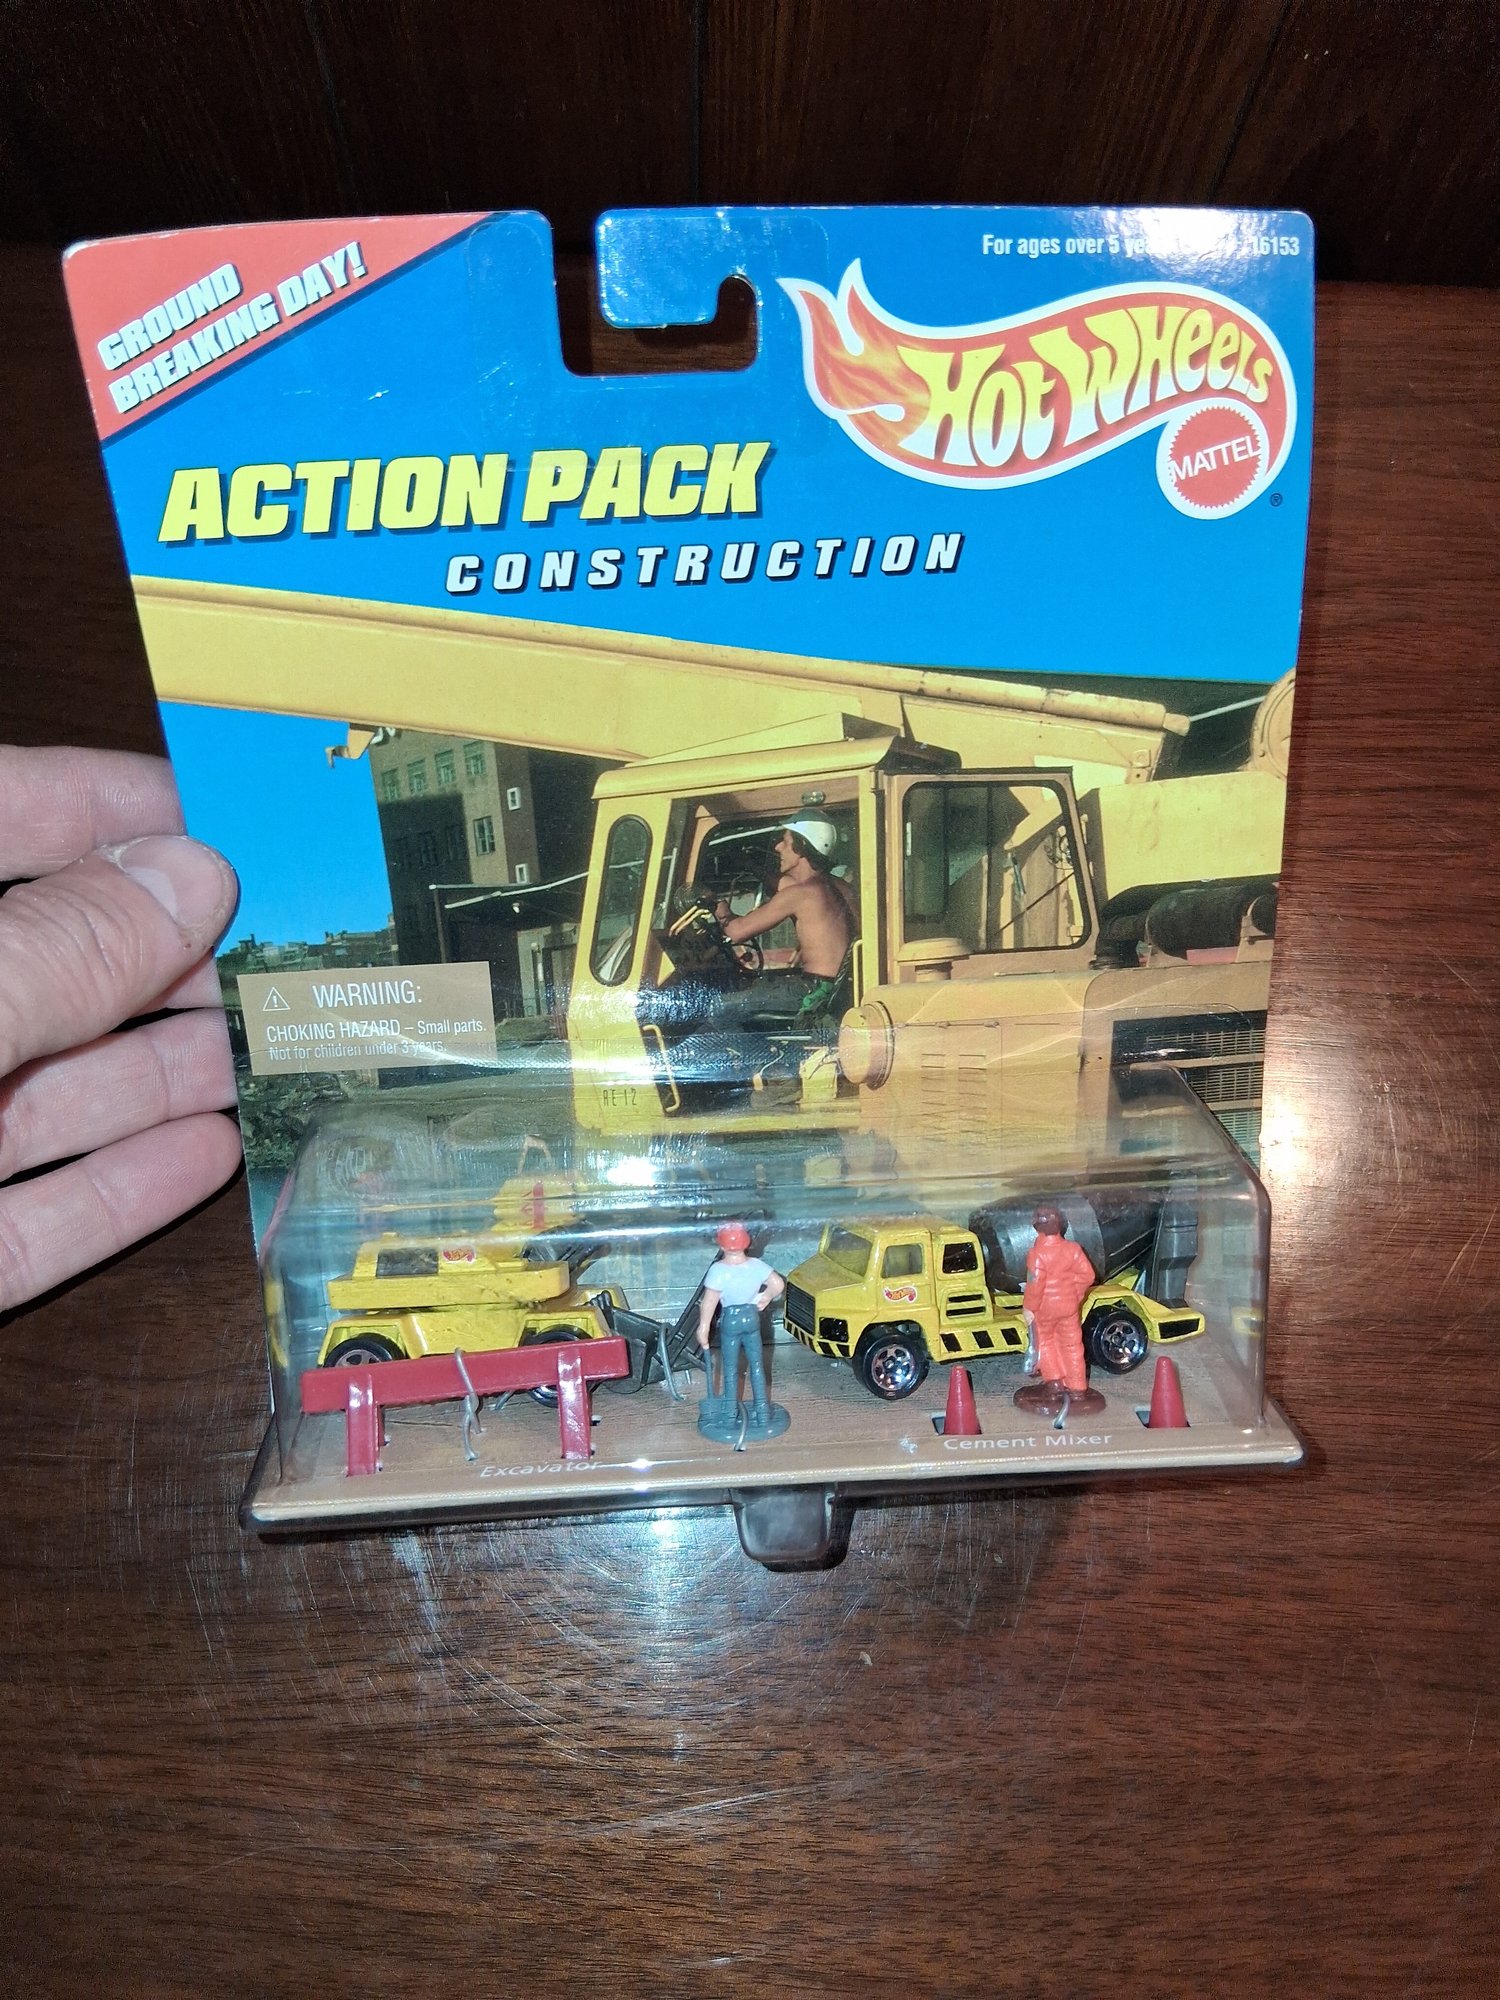 GROUND
BREAKING DAY!
For ages over 5 16153
HOT WHEELS
MATTEL
®
ACTION PACK
CONSTRUCTION
WARNING:
CHOKING HAZARD – Small parts.
Not for children under 3 years.
RE 12
Excavator
Cement Mixer